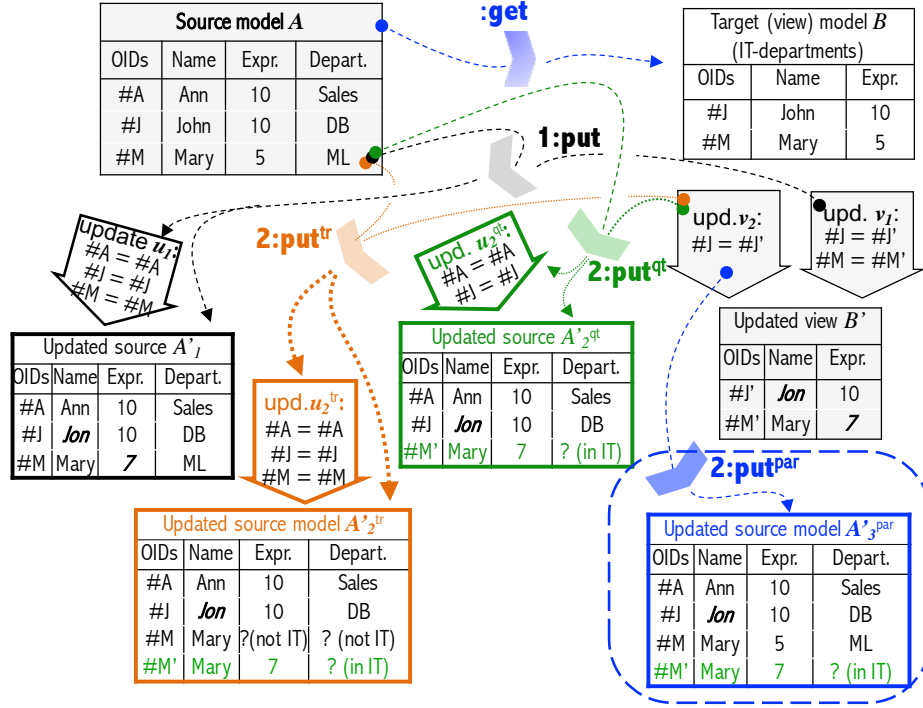 :get
Source model A
OIDs Name Expr. Depart.
#A Ann 10 Sales
#J John 10 DB
#M Mary 5 ML
Target (view) model B
(IT-departments)
OIDs Name Expr.
#J John 10
#M Mary 5
1:put
2:put^tr
2:put^qt
update u₁:
#A = #A
#J = #J
#M = #M
upd. u₂^qt:
#A = #A
#J = #J
upd.v₂:
#J = #J’
upd. v₁:
#J = #J’
#M = #M’
Updated source A’₁
OIDs Name Expr. Depart.
#A Ann 10 Sales
#J Jon 10 DB
#M Mary 7 ML
upd.u₂^tr:
#A = #A
#J = #J
#M = #M
Updated source A’₂^qt
OIDs Name Expr. Depart.
#A Ann 10 Sales
#J Jon 10 DB
#M’ Mary 7 ? (in IT)
Updated view B’
OIDs Name Expr.
#J’ Jon 10
#M’ Mary 7
2:put^par
Updated source model A’₂^tr
OIDs Name Expr. Depart.
#A Ann 10 Sales
#J Jon 10 DB
#M Mary ?(not IT) ? (not IT)
#M’ Mary 7 ? (in IT)
Updated source model A’₃^par
OIDs Name Expr. Depart.
#A Ann 10 Sales
#J Jon 10 DB
#M Mary 5 ML
#M’ Mary 7 ? (in IT)